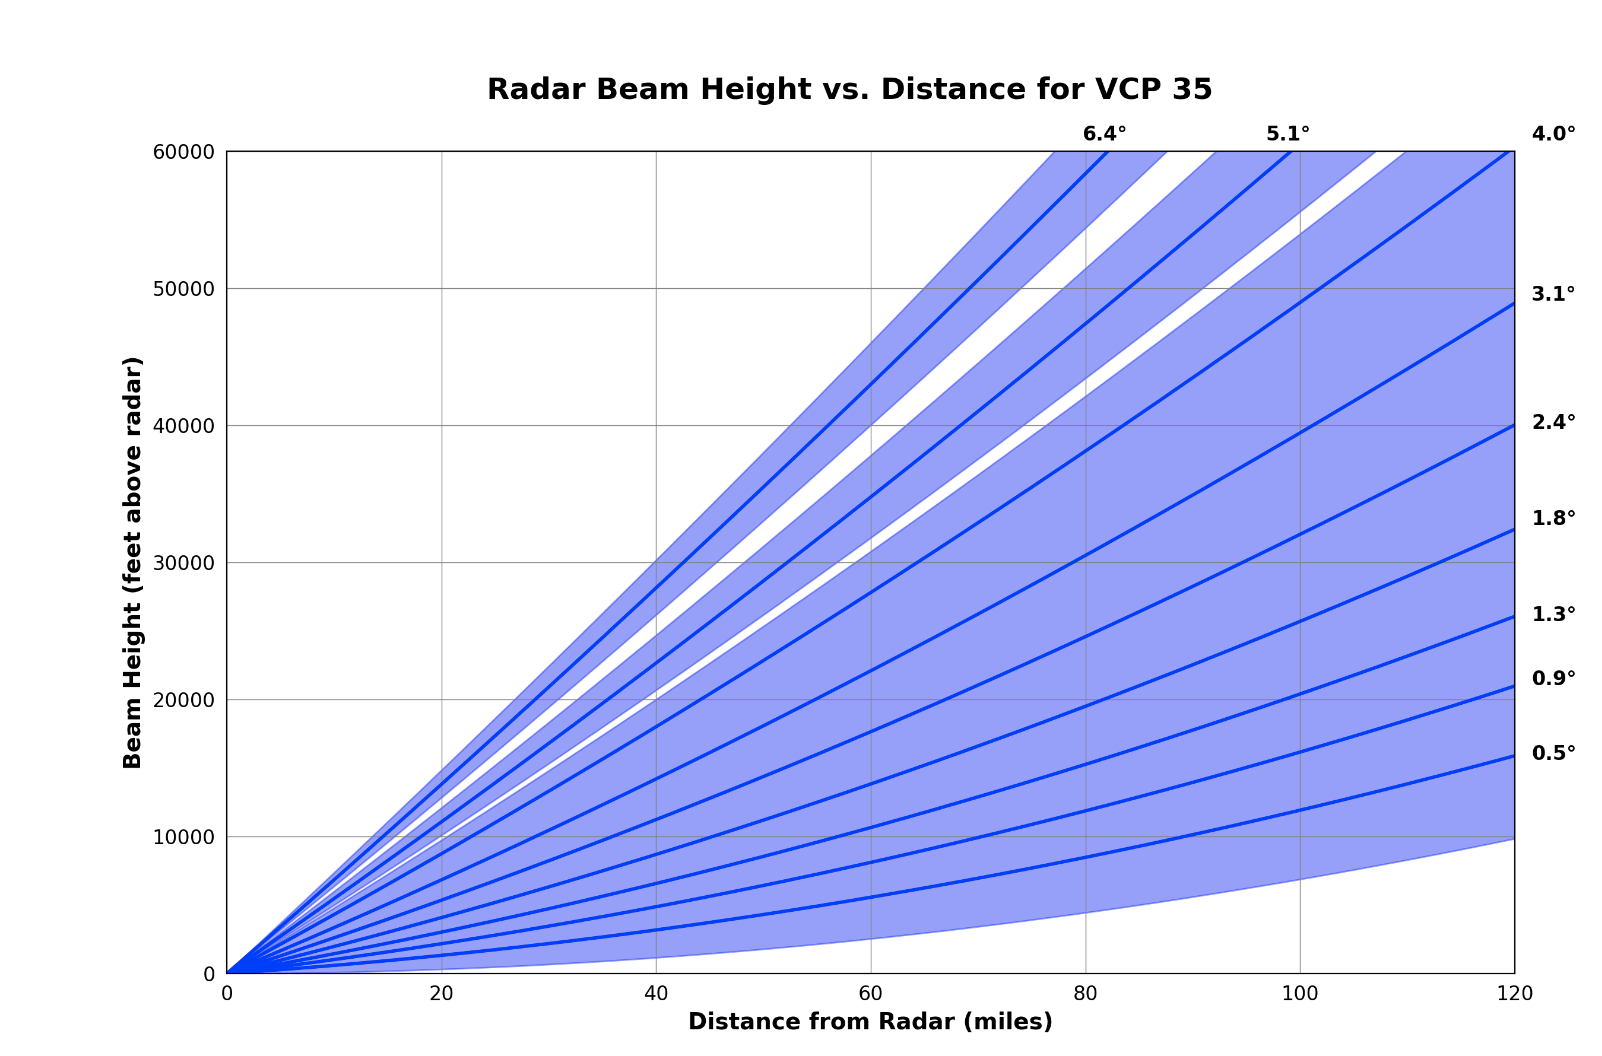 Radar Beam Height vs. Distance for VCP 35
6.4° 5.1° 4.0°
60000
50000
3.1°
40000
2.4°
1.8°
Beam Height (feet above radar)
30000
1.3°
20000
0.9°
0.5°
10000
0
0 20 40 60 80 100 120
Distance from Radar (miles)